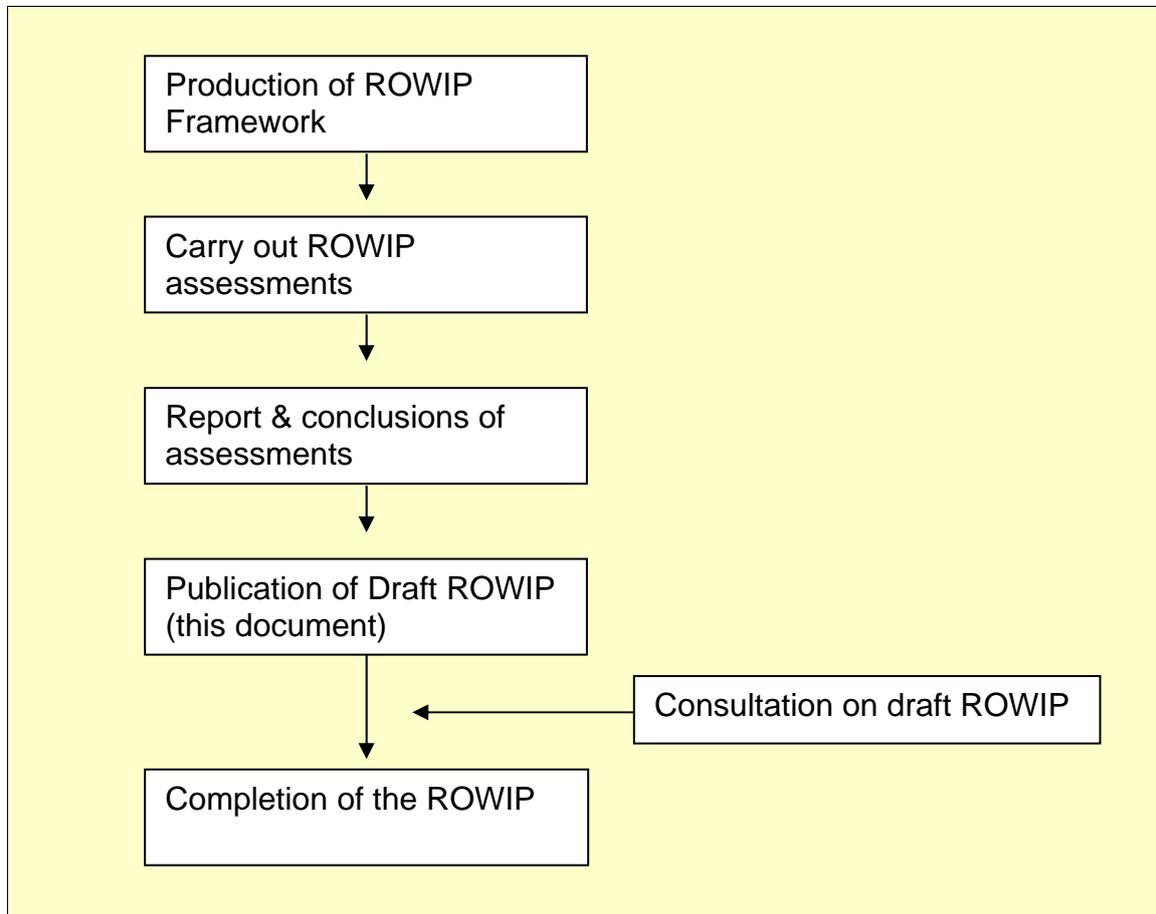 Production of ROWIP
Framework
Carry out ROWIP
assessments
Report & conclusions of
assessments
Publication of Draft ROWIP
(this document)
Consultation on draft ROWIP
Completion of the ROWIP